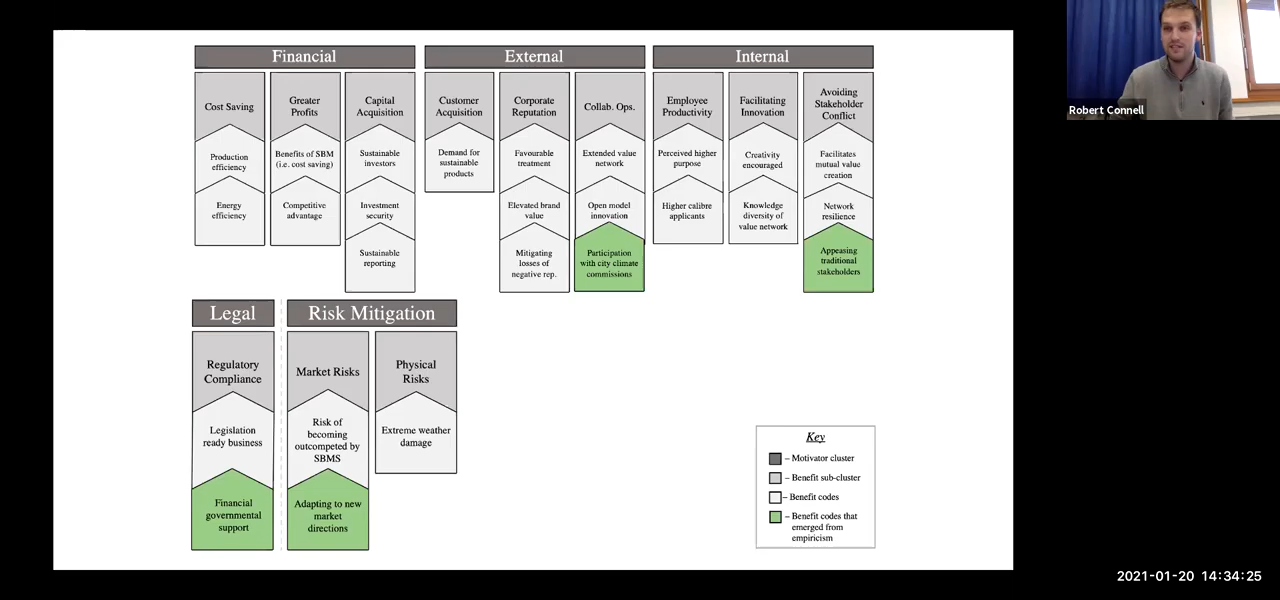 Financial
External
Internal
Cost Saving
Production
efficiency
Energy
efficiency
Greater
Profits
Benefits of SBM
(i.e. cost saving)
Competitive
advantage
Capital
Acquisition
Sustainable
investors
Investment
security
Sustainable
reporting
Customer
Acquisition
Demand for
sustainable
products
Corporate
Reputation
Favourable
treatment
Elevated brand
value
Mitigating
losses of
negative rep.
Collab. Ops.
Extended value
network
Open model
innovation
Participation
with city climate
commissions
Employee
Productivity
Perceived higher
purpose
Higher calibre
applicants
Facilitating
Innovation
Creativity
encouraged
Knowledge
diversity of
value network
Avoiding
Stakeholder
Conflict
Facilitates
mutual value
creation
Network
resilience
Appeasing
traditional
stakeholders
Legal
Risk Mitigation
Regulatory
Compliance
Legislation
ready business
Financial
governmental
support
Market Risks
Risk of
becoming
outcompeted by
SBMS
Adapting to new
market
directions
Physical
Risks
Extreme weather
damage
Key
– Motivator cluster
– Benefit sub-cluster
– Benefit codes
– Benefit codes that
emerged from
empiricism
Robert Connell
2021-01-20 14:34:25